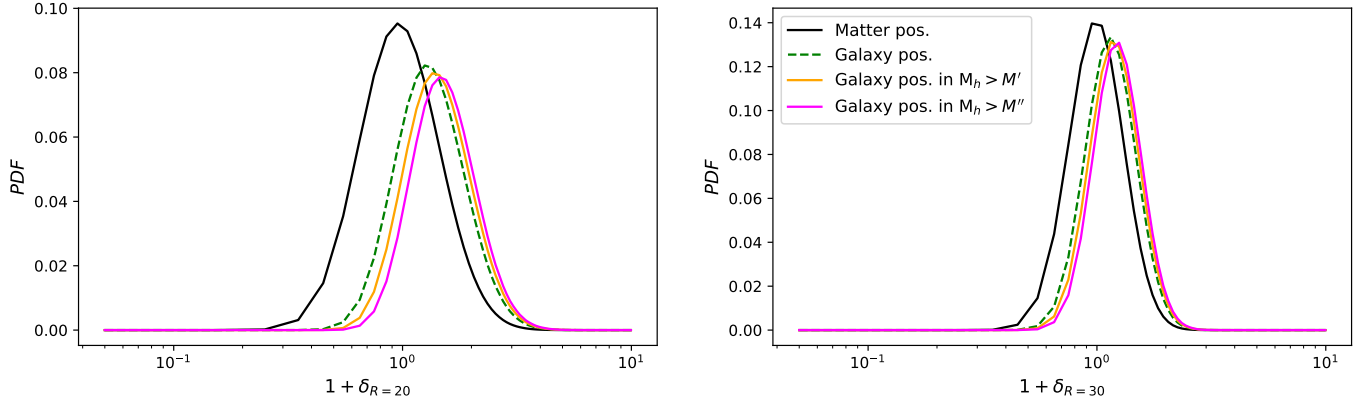 0.10
0.08
0.06
0.04
0.02
0.00
PDF
10⁻¹
10⁰
10¹
1 + δ_{R=20}
0.14
0.12
0.10
0.08
0.06
0.04
0.02
0.00
PDF
Matter pos.
Galaxy pos.
Galaxy pos. in M_h > M′
Galaxy pos. in M_h > M″
10⁻¹
10⁰
10¹
1 + δ_{R=30}